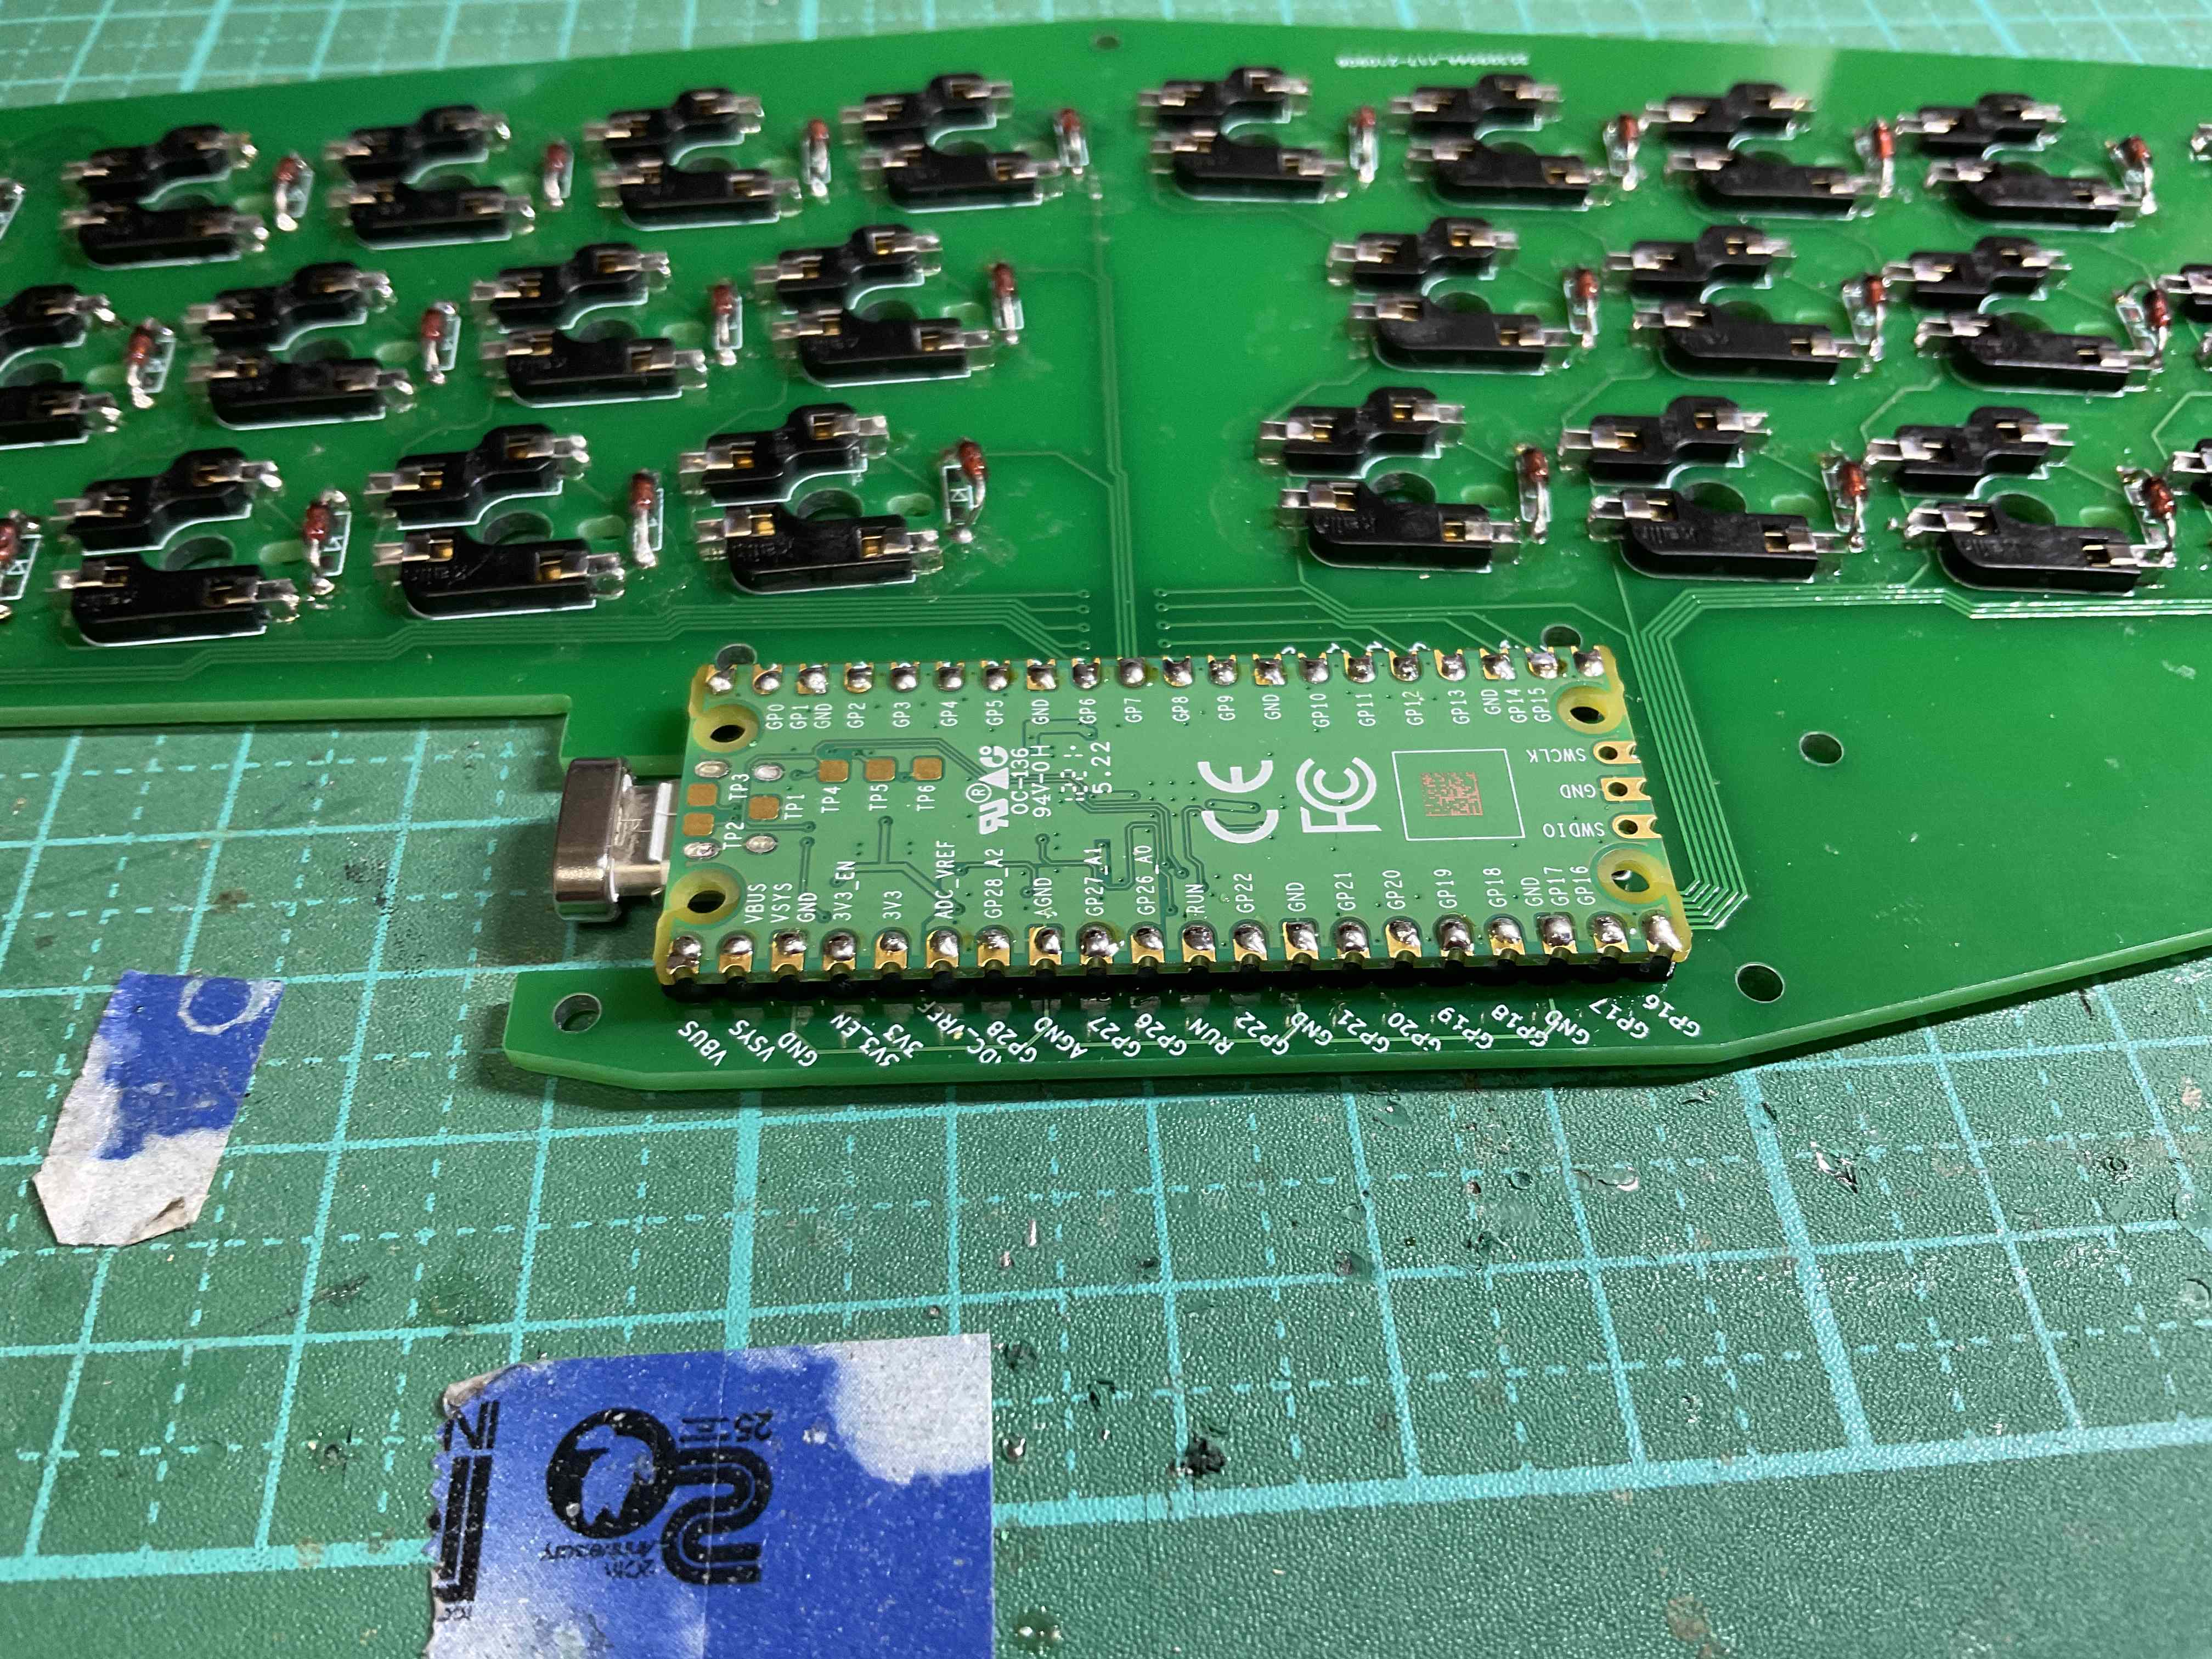 GP0
GP1
GND
GP2
GP3
GP4
GP5
GND
GP6
GP7
GP8
GP9
GND
GP10
GP11
GP12
GP13
GND
GP14
GP15
SWCLK
GND
SWDIO
TP3
TP2
TP1
TP4
TP5
TP6
OC-136
94V-0H
5.22
CE
FC
VBUS
VSYS
GND
3V3_EN
3V3
ADC_VREF
GP28_A2
AGND
GP27_A1
GP26_A0
RUN
GP22
GND
GP21
GP20
GP19
GP18
GND
GP17
GP16
VBUS
VSYS
GND
3V3_EN
3V3
GP28
AGND
GP27
GP26
RUN
GP22
GND
GP21
GP20
GP19
GP18
GND
GP17
GP16
20th
Anniversary
25